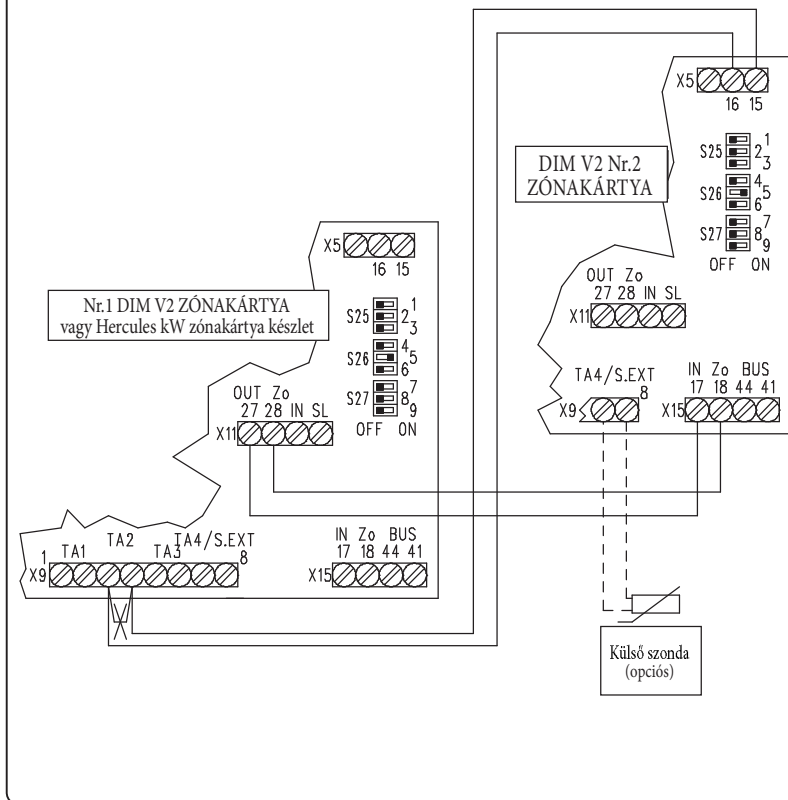 X5
16 15
S25
1
2
3
S26
4
5
6
S27
7
8
9
OFF ON
DIM V2 Nr.2
ZÓNAKÁRTYA
OUT Zo
27 28 IN SL
X11
TA4/S.EXT
8
X9
IN Zo BUS
17 18 44 41
X15
X5
16 15
Nr.1 DIM V2 ZÓNAKÁRTYA
vagy Hercules kW zónakártya készlet
S25
1
2
3
S26
4
5
6
S27
7
8
9
OFF ON
OUT Zo
27 28 IN SL
X11
1 TA1 TA2 TA3 TA4/S.EXT 8
X9
IN Zo BUS
17 18 44 41
X15
Külső szonda
(opciós)